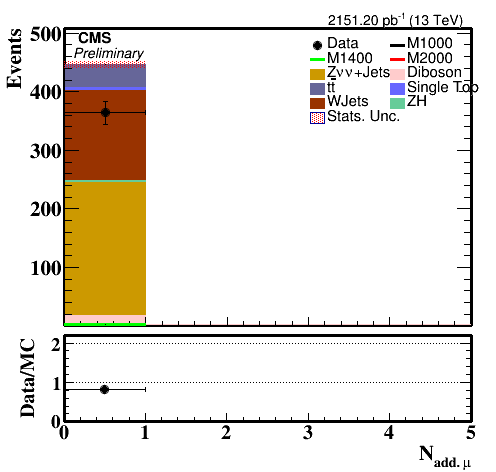 2151.20 pb⁻¹ (13 TeV)
CMS
Preliminary
Data
M1000
M1400
M2000
Zνν+Jets
Diboson
tt̄
Single Top
WJets
ZH
Stats. Unc.
Events
500
400
300
200
100
Data/MC
2
1
0
0 1 2 3 4 5
N add. μ